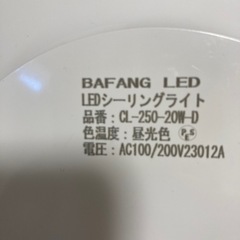 BAFANG LED
LEDシーリングライト
品番：CL-250-20W-D
色温度：昼光色 PSE
電圧：AC100/200V23012A